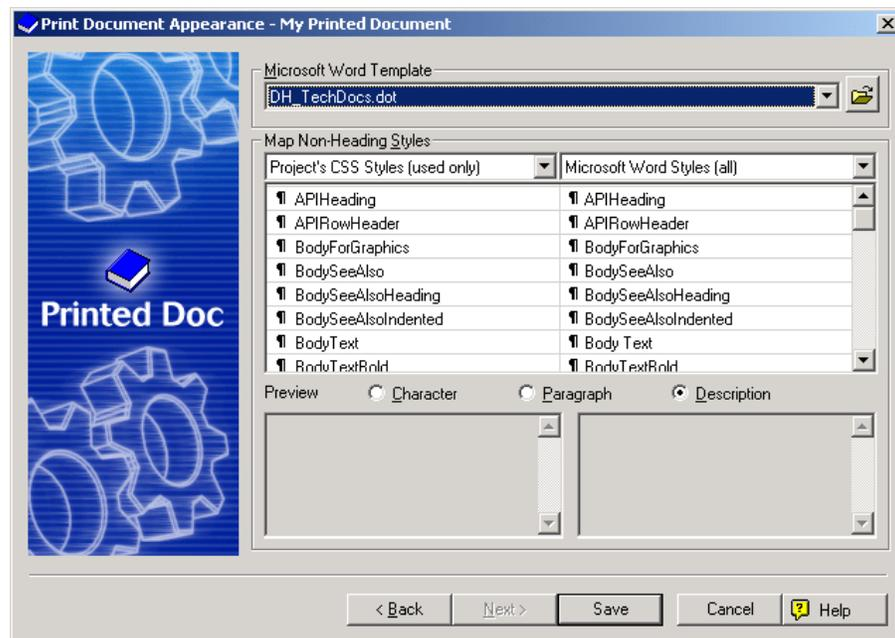 Print Document Appearance - My Printed Document
Microsoft Word Template
DH_TechDocs.dot
Map Non-Heading Styles
Project's CSS Styles (used only) Microsoft Word Styles (all)
¶ APIHeading ¶ APIHeading
¶ APIRowHeader ¶ APIRowHeader
¶ BodyForGraphics ¶ BodyForGraphics
¶ BodySeeAlso ¶ BodySeeAlso
¶ BodySeeAlsoHeading ¶ BodySeeAlsoHeading
¶ BodySeeAlsoIndented ¶ BodySeeAlsoIndented
¶ BodyText ¶ Body Text
¶ BodyTextBold ¶ BodyTextBold
Printed Doc
Preview Character Paragraph Description
< Back Next > Save Cancel Help